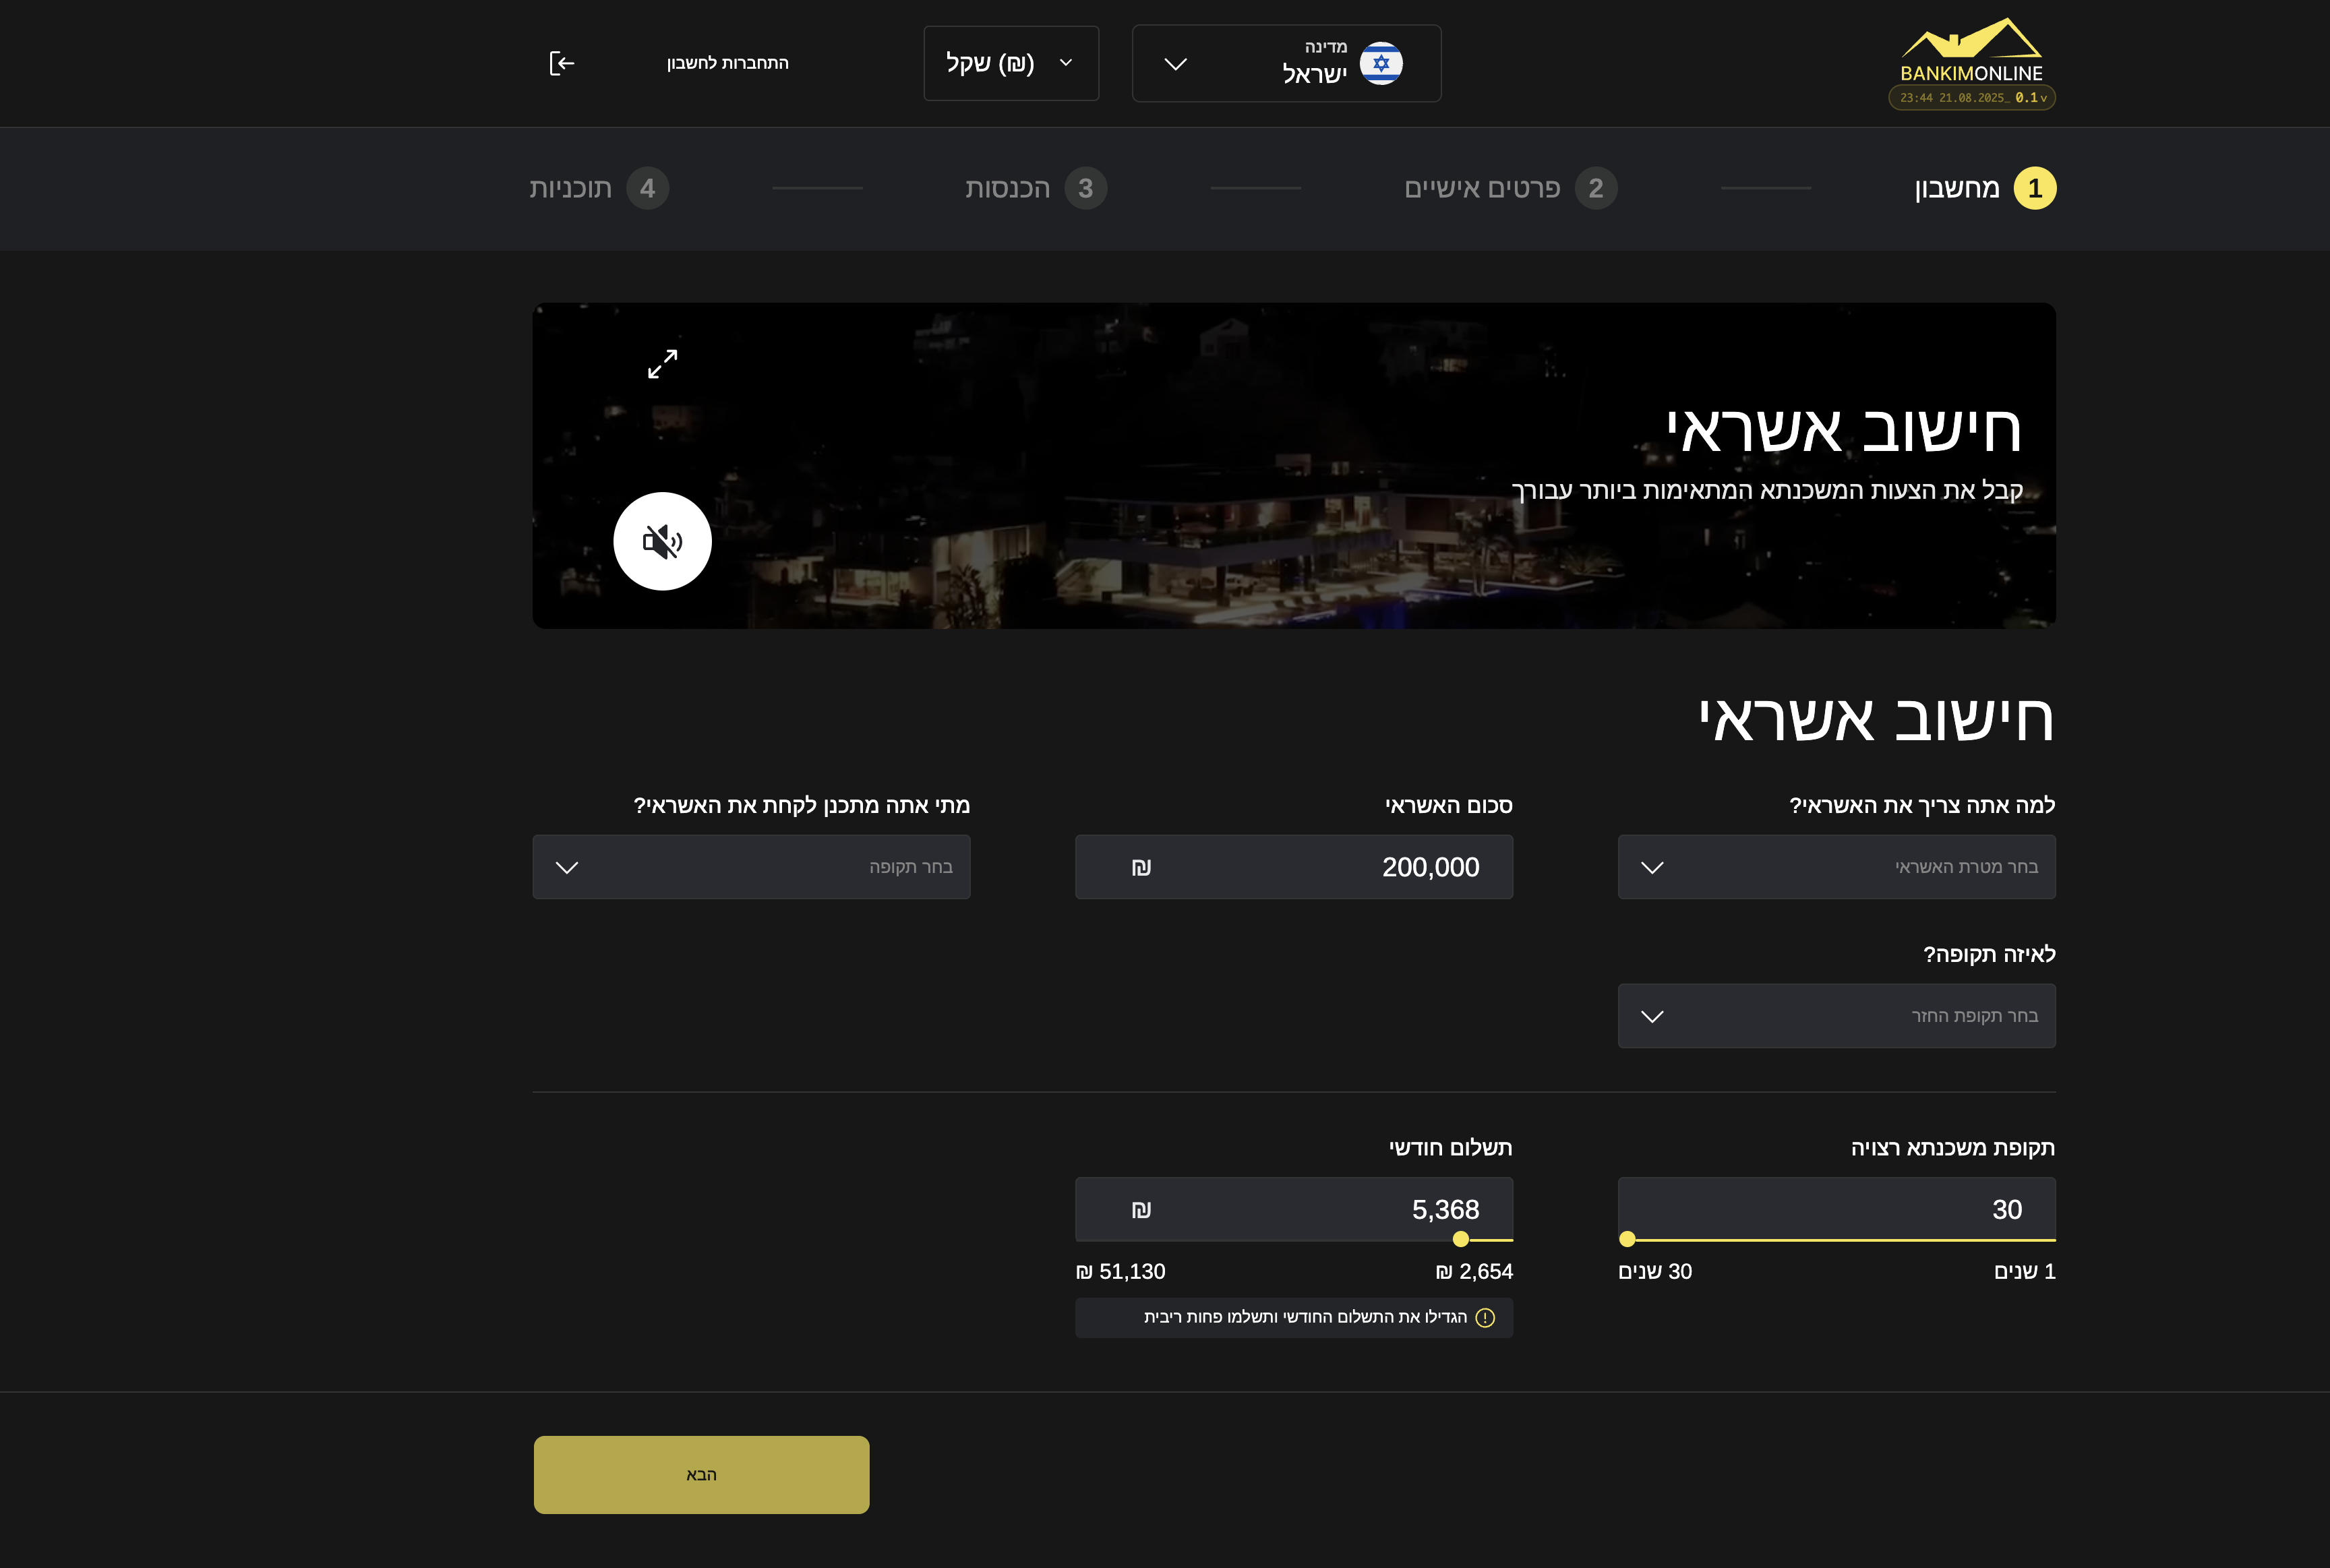 BANKIMONLINE
v 0.1 _23:44 21.08.2025
מדינה
ישראל
שקל (₪)
התחברות לחשבון
1 מחשבון
2 פרטים אישיים
3 הכנסות
4 תוכניות
חישוב אשראי
קבל את הצעות המשכנתא המתאימות ביותר עבורך
חישוב אשראי
למה אתה צריך את האשראי?
בחר מטרת האשראי
סכום האשראי
200,000 ₪
מתי אתה מתכנן לקחת את האשראי?
בחר תקופה
לאיזה תקופה?
בחר תקופת החזר
תקופת משכנתא רצויה
30
1 שנים
30 שנים
תשלום חודשי
5,368 ₪
2,654 ₪
51,130 ₪
הגדילו את התשלום החודשי ותשלמו פחות ריבית
הבא